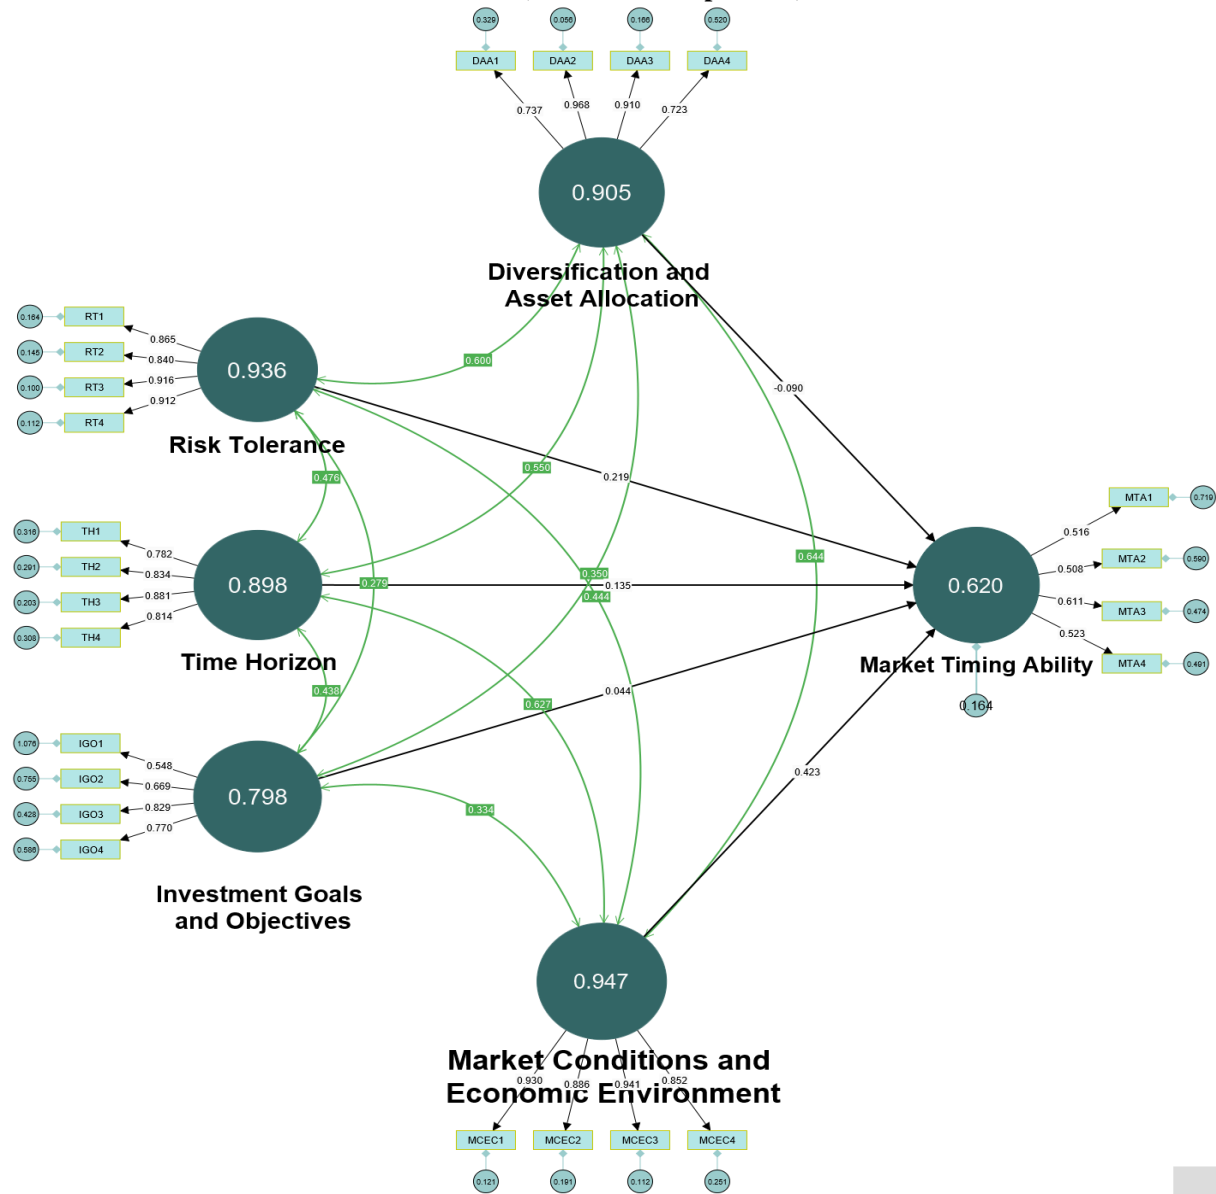 0.329 0.056 0.166 0.520
DAA1 DAA2 DAA3 DAA4
0.737 0.968 0.910 0.723
0.905
Diversification and
Asset Allocation
0.164 RT1 0.865
0.145 RT2 0.840
0.100 RT3 0.916
0.112 RT4 0.912
0.936
Risk Tolerance
0.600
-0.090
0.476
0.550
0.219
0.316 TH1 0.782
0.291 TH2 0.834
0.203 TH3 0.881
0.308 TH4 0.814
0.898
Time Horizon
0.279
0.350
0.135
0.444
0.644
MTA1 0.719
0.516
MTA2 0.590
0.508
MTA3 0.474
0.611
MTA4 0.491
0.523
0.620
Market Timing Ability
0.164
0.438
0.627
0.044
1.076 IGO1 0.548
0.755 IGO2 0.669
0.428 IGO3 0.829
0.586 IGO4 0.770
0.798
Investment Goals
and Objectives
0.334
0.423
0.947
Market Conditions and
Economic Environment
0.930 0.886 0.941 0.852
MCEC1 MCEC2 MCEC3 MCEC4
0.121 0.191 0.112 0.251